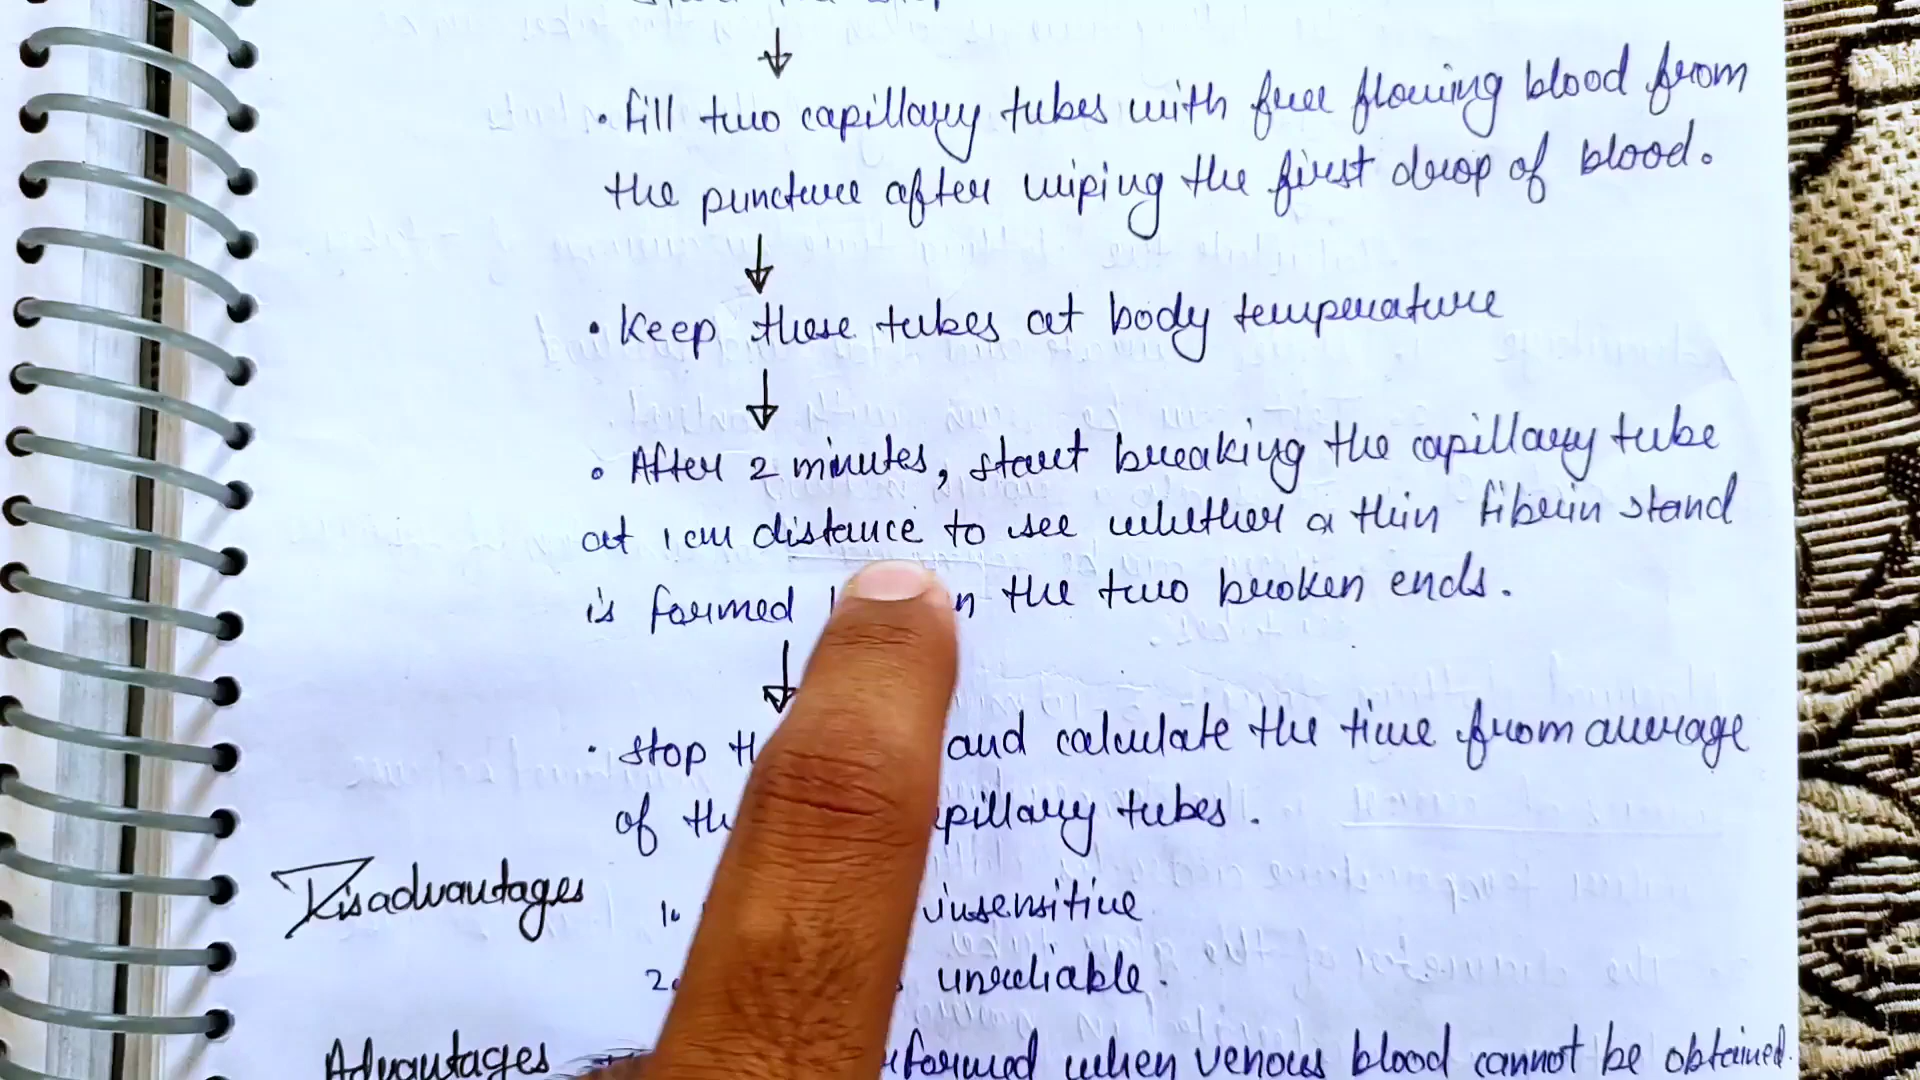 • fill two capillary tubes with free flowing blood from
the puncture after wiping the first drop of blood.
• Keep these tubes at body temperature
• After 2 minutes, start breaking the capillary tube
at 1 cm distance to see whether a thin fibrin stand
is formed the two broken ends.
• stop and calculate the time from average
of tubes.
Disadvantages 1. insensitive
2. unreliable.
Advantages when venous blood cannot be obtained.